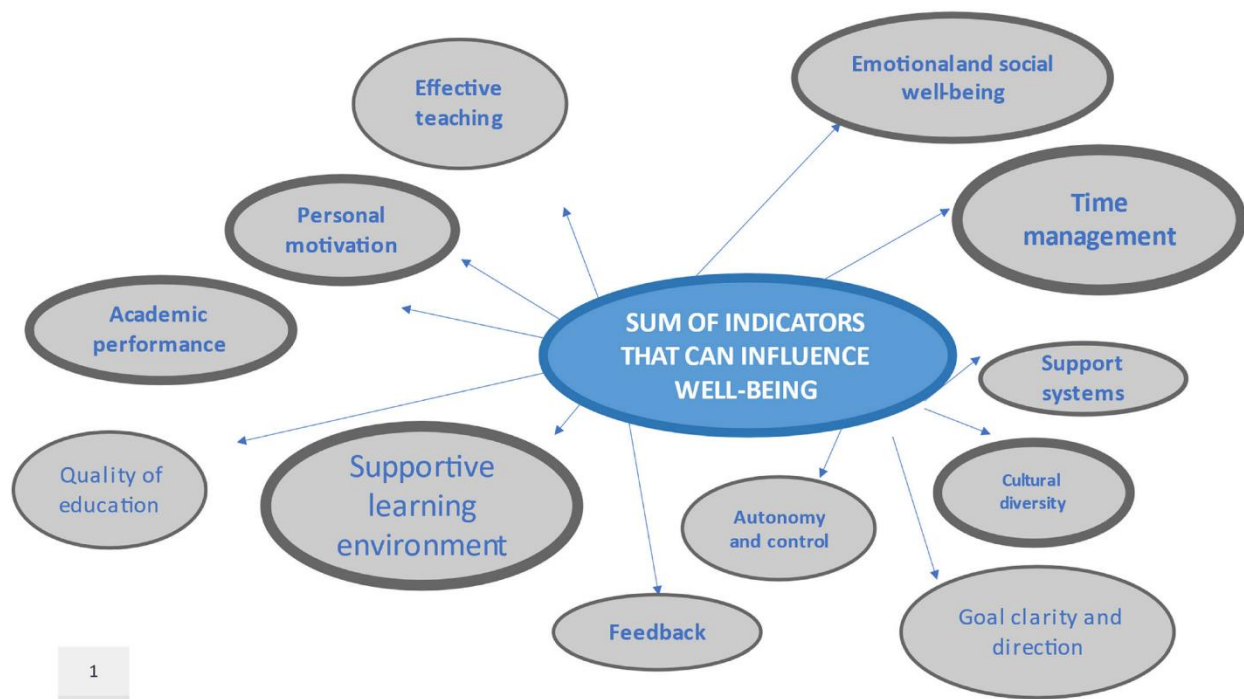 Effective
teaching
Emotional and social
well-being
Personal
motivation
Time
management
Academic
performance
SUM OF INDICATORS
THAT CAN INFLUENCE
WELL-BEING
Support
systems
Quality of
education
Supportive
learning
environment
Cultural
diversity
Autonomy
and control
Feedback
Goal clarity and
direction
1